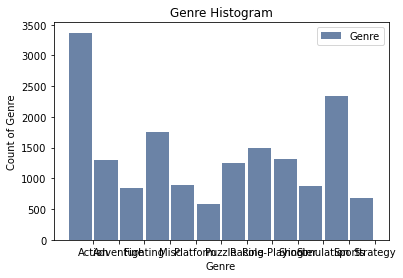 Genre Histogram
Genre
3500
3000
2500
2000
1500
1000
500
0
Count of Genre
Action Adventure Fighting Misc Platform Puzzle Racing Role-Playing Shooter Simulation Sports Strategy
Genre